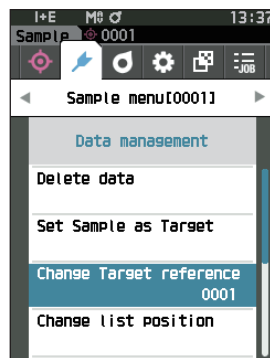 I+E M0 13:37
Sample 0001
-JOB
Sample menu[0001]
Data management
Delete data
Set Sample as Target
Change Target reference
0001
Change list position